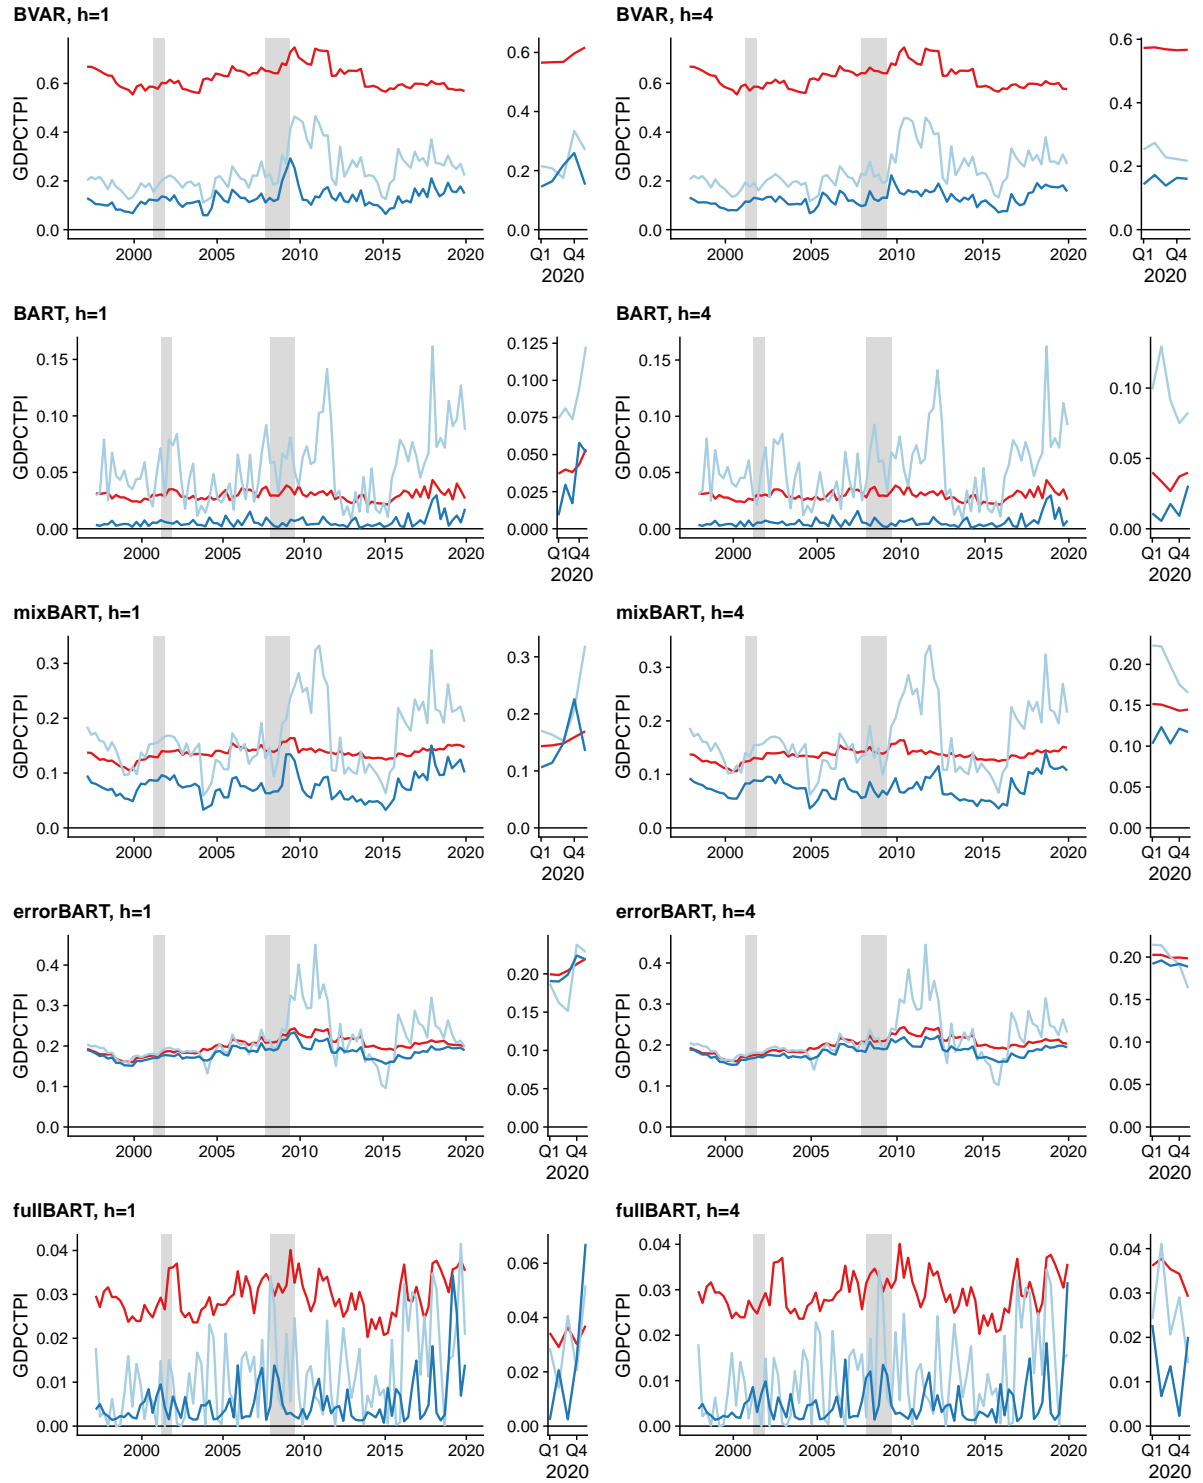 BVAR, h=1
GDPCTPI
0.6
0.4
0.2
0.0
2000 2005 2010 2015 2020
0.6
0.4
0.2
0.0
Q1 Q4
2020
BVAR, h=4
GDPCTPI
0.6
0.4
0.2
0.0
2000 2005 2010 2015 2020
0.6
0.4
0.2
0.0
Q1 Q4
2020
BART, h=1
GDPCTPI
0.15
0.10
0.05
0.00
2000 2005 2010 2015 2020
0.125
0.100
0.075
0.050
0.025
0.000
Q1 Q4
2020
BART, h=4
GDPCTPI
0.15
0.10
0.05
0.00
2000 2005 2010 2015 2020
0.10
0.05
0.00
Q1 Q4
2020
mixBART, h=1
GDPCTPI
0.3
0.2
0.1
0.0
2000 2005 2010 2015 2020
0.3
0.2
0.1
0.0
Q1 Q4
2020
mixBART, h=4
GDPCTPI
0.3
0.2
0.1
0.0
2000 2005 2010 2015 2020
0.20
0.15
0.10
0.05
0.00
Q1 Q4
2020
errorBART, h=1
GDPCTPI
0.4
0.3
0.2
0.1
0.0
2000 2005 2010 2015 2020
0.20
0.15
0.10
0.05
0.00
Q1 Q4
2020
errorBART, h=4
GDPCTPI
0.4
0.3
0.2
0.1
0.0
2000 2005 2010 2015 2020
0.20
0.15
0.10
0.05
0.00
Q1 Q4
2020
fullBART, h=1
GDPCTPI
0.04
0.03
0.02
0.01
0.00
2000 2005 2010 2015 2020
0.06
0.04
0.02
0.00
Q1 Q4
2020
fullBART, h=4
GDPCTPI
0.04
0.03
0.02
0.01
0.00
2000 2005 2010 2015 2020
0.04
0.03
0.02
0.01
0.00
Q1 Q4
2020